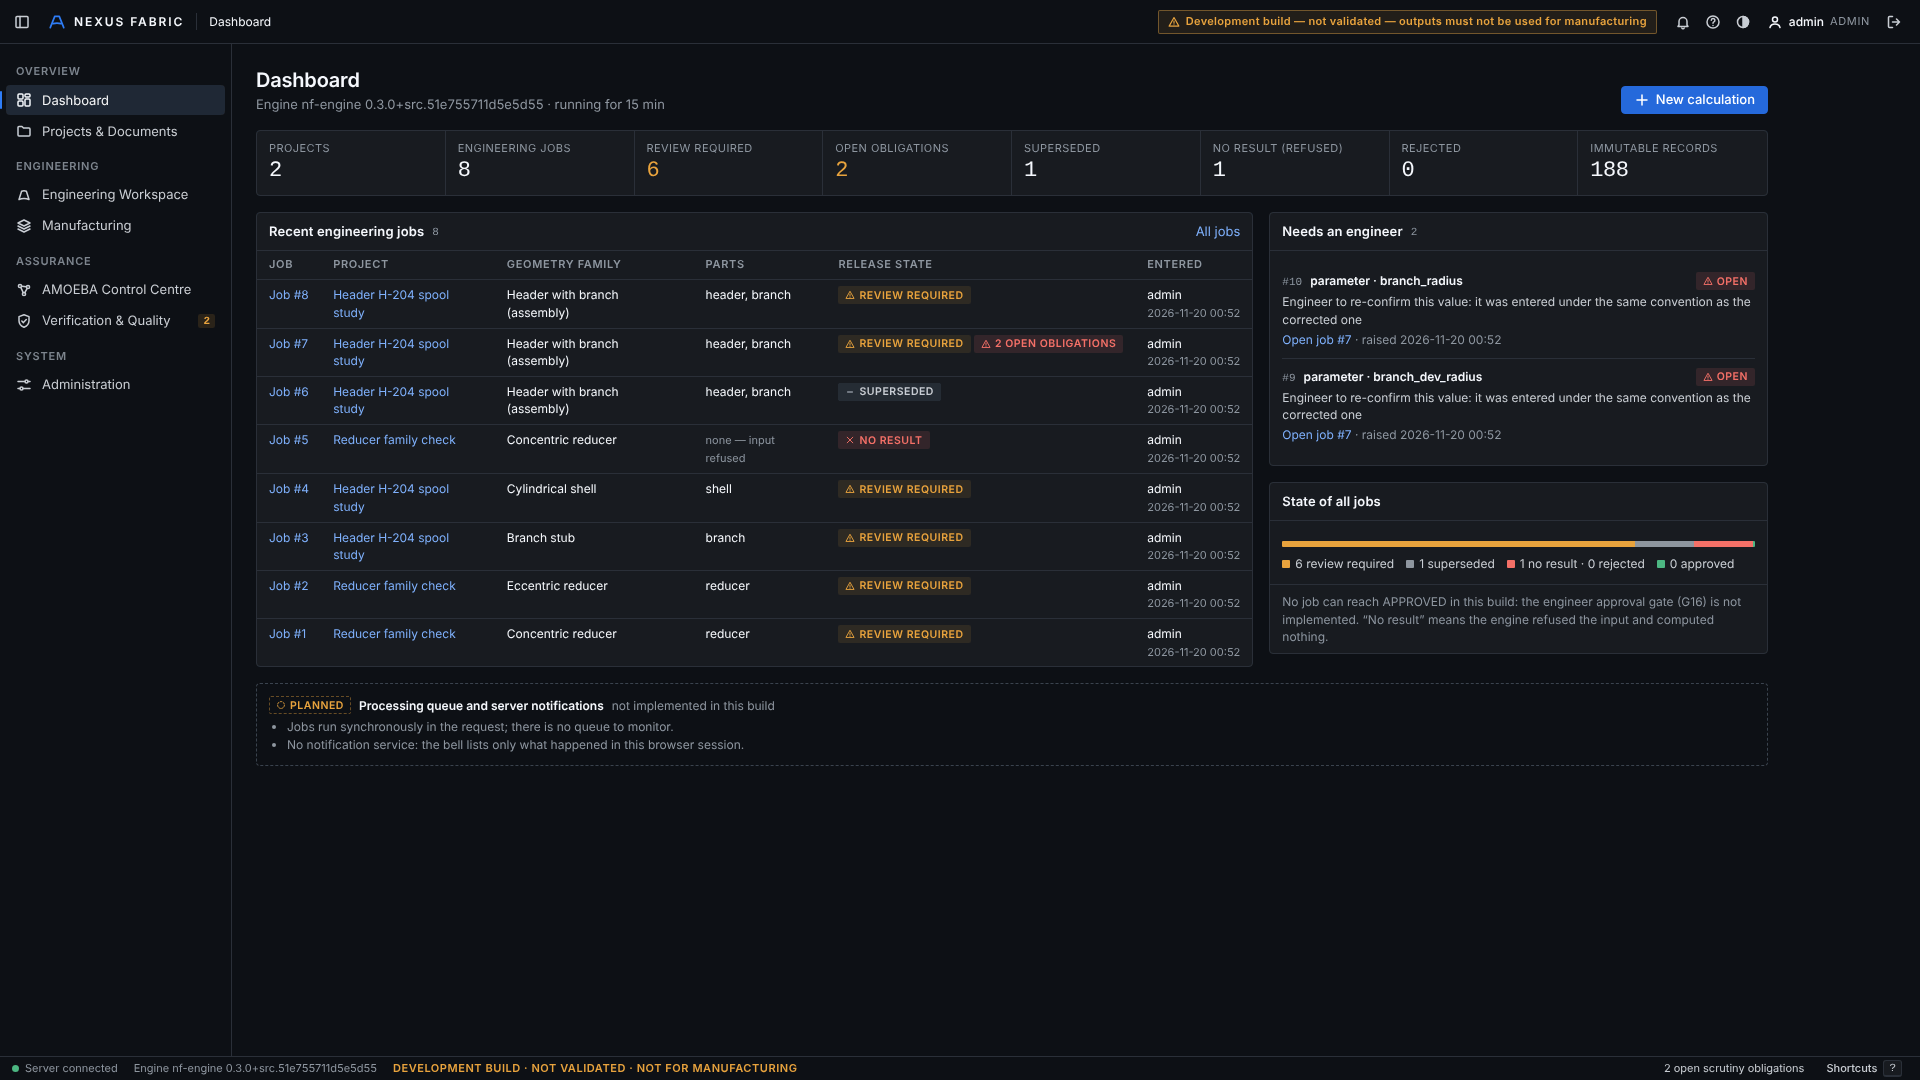 NEXUS FABRIC
Dashboard
Development build — not validated — outputs must not be used for manufacturing
admin ADMIN
OVERVIEW
Dashboard
Projects & Documents
ENGINEERING
Engineering Workspace
Manufacturing
ASSURANCE
AMOEBA Control Centre
Verification & Quality 2
SYSTEM
Administration
Dashboard
Engine nf-engine 0.3.0+src.51e755711d5e5d55 · running for 15 min
New calculation
PROJECTS
2
ENGINEERING JOBS
8
REVIEW REQUIRED
6
OPEN OBLIGATIONS
2
SUPERSEDED
1
NO RESULT (REFUSED)
1
REJECTED
0
IMMUTABLE RECORDS
188
Recent engineering jobs 8
All jobs
JOB PROJECT GEOMETRY FAMILY PARTS RELEASE STATE ENTERED
Job #8 Header H-204 spool Header with branch header, branch REVIEW REQUIRED admin
study (assembly) 2026-11-20 00:52
Job #7 Header H-204 spool Header with branch header, branch REVIEW REQUIRED 2 OPEN OBLIGATIONS admin
study (assembly) 2026-11-20 00:52
Job #6 Header H-204 spool Header with branch header, branch SUPERSEDED admin
study (assembly) 2026-11-20 00:52
Job #5 Reducer family check Concentric reducer none — input NO RESULT admin
refused 2026-11-20 00:52
Job #4 Header H-204 spool Cylindrical shell shell REVIEW REQUIRED admin
study 2026-11-20 00:52
Job #3 Header H-204 spool Branch stub branch REVIEW REQUIRED admin
study 2026-11-20 00:52
Job #2 Reducer family check Eccentric reducer reducer REVIEW REQUIRED admin
2026-11-20 00:52
Job #1 Reducer family check Concentric reducer reducer REVIEW REQUIRED admin
2026-11-20 00:52
Needs an engineer 2
#10 parameter · branch_radius OPEN
Engineer to re-confirm this value: it was entered under the same convention as the
corrected one
Open job #7 · raised 2026-11-20 00:52
#9 parameter · branch_dev_radius OPEN
Engineer to re-confirm this value: it was entered under the same convention as the
corrected one
Open job #7 · raised 2026-11-20 00:52
State of all jobs
6 review required 1 superseded 1 no result · 0 rejected 0 approved
No job can reach APPROVED in this build: the engineer approval gate (G16) is not
implemented. “No result” means the engine refused the input and computed
nothing.
PLANNED Processing queue and server notifications not implemented in this build
• Jobs run synchronously in the request; there is no queue to monitor.
• No notification service: the bell lists only what happened in this browser session.
Server connected Engine nf-engine 0.3.0+src.51e755711d5e5d55 DEVELOPMENT BUILD · NOT VALIDATED · NOT FOR MANUFACTURING
2 open scrutiny obligations Shortcuts ?